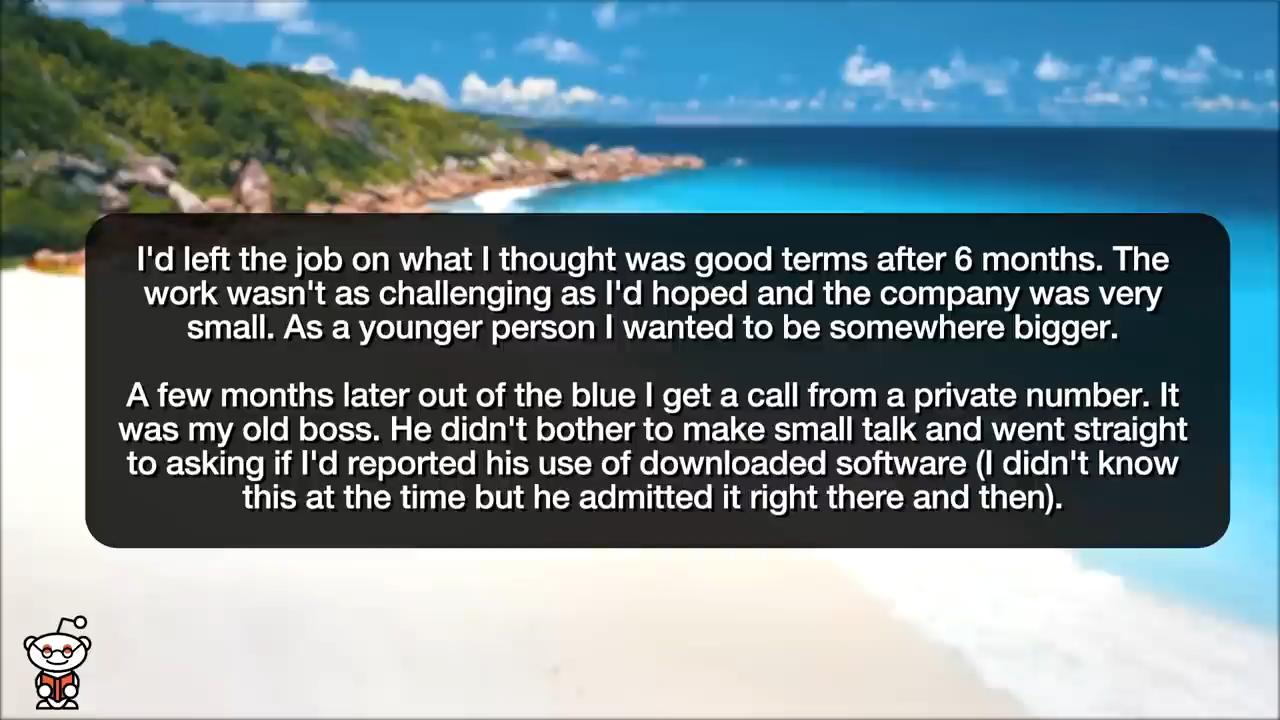 I'd left the job on what I thought was good terms after 6 months. The
work wasn't as challenging as I'd hoped and the company was very
small. As a younger person I wanted to be somewhere bigger.
A few months later out of the blue I get a call from a private number. It
was my old boss. He didn't bother to make small talk and went straight
to asking if I'd reported his use of downloaded software (I didn't know
this at the time but he admitted it right there and then).